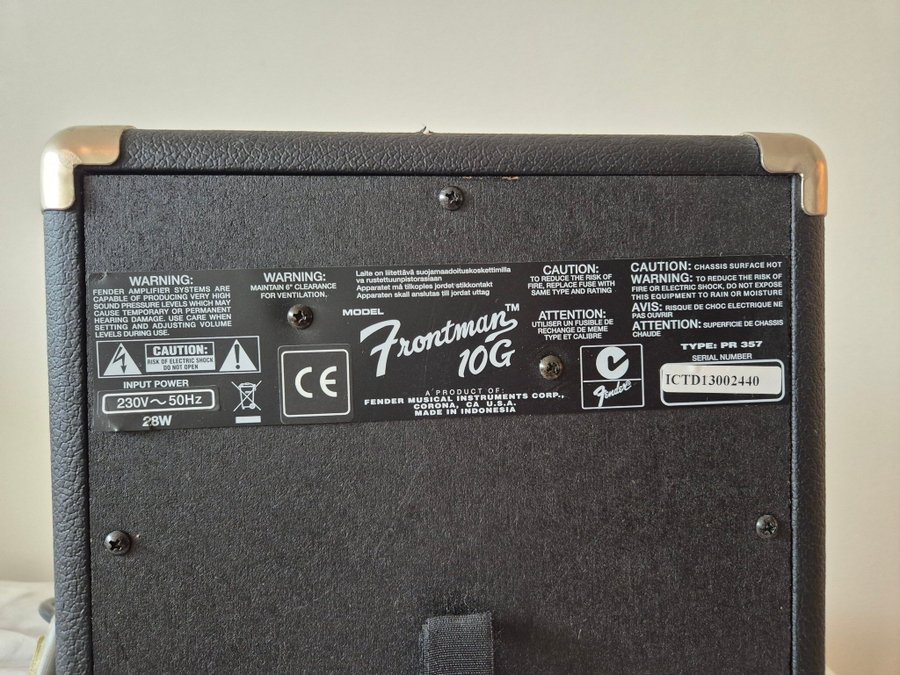 WARNING:
FENDER AMPLIFIER SYSTEMS ARE
CAPABLE OF PRODUCING VERY HIGH
SOUND PRESSURE LEVELS WHICH MAY
CAUSE TEMPORARY OR PERMANENT
HEARING DAMAGE. USE CARE WHEN
SETTING AND ADJUSTING VOLUME
LEVELS DURING USE.
CAUTION:
RISK OF ELECTRIC SHOCK
DO NOT OPEN
INPUT POWER
230V～50Hz
28W
WARNING:
MAINTAIN 6" CLEARANCE
FOR VENTILATION.
CE
Laite on liitettävä suojamaadoituskoskettimilla
va rustettuunpistorasiaan
Apparatet må tilkoples jordet stikkontakt
Apparaten skall anslutas till jordat uttag
MODEL
Frontman™
10G
A PRODUCT OF:
FENDER MUSICAL INSTRUMENTS CORP.,
CORONA, CA U.S.A.
MADE IN INDONESIA
CAUTION:
TO REDUCE THE RISK OF
FIRE, REPLACE FUSE WITH
SAME TYPE AND RATING
ATTENTION:
UTILISER UN FUSIBLE DE
RECHANGE DE MÊME
TYPE ET CALIBRE
Fender
CAUTION: CHASSIS SURFACE HOT
WARNING: TO REDUCE THE RISK OF
FIRE OR ELECTRIC SHOCK, DO NOT EXPOSE
THIS EQUIPMENT TO RAIN OR MOISTURE
AVIS: RISQUE DE CHOC ELECTRIQUE NE
PAS OUVRIR
ATTENTION: SUPERFICIE DE CHASSIS
CHAUDE
TYPE: PR 357
SERIAL NUMBER
ICTD13002440